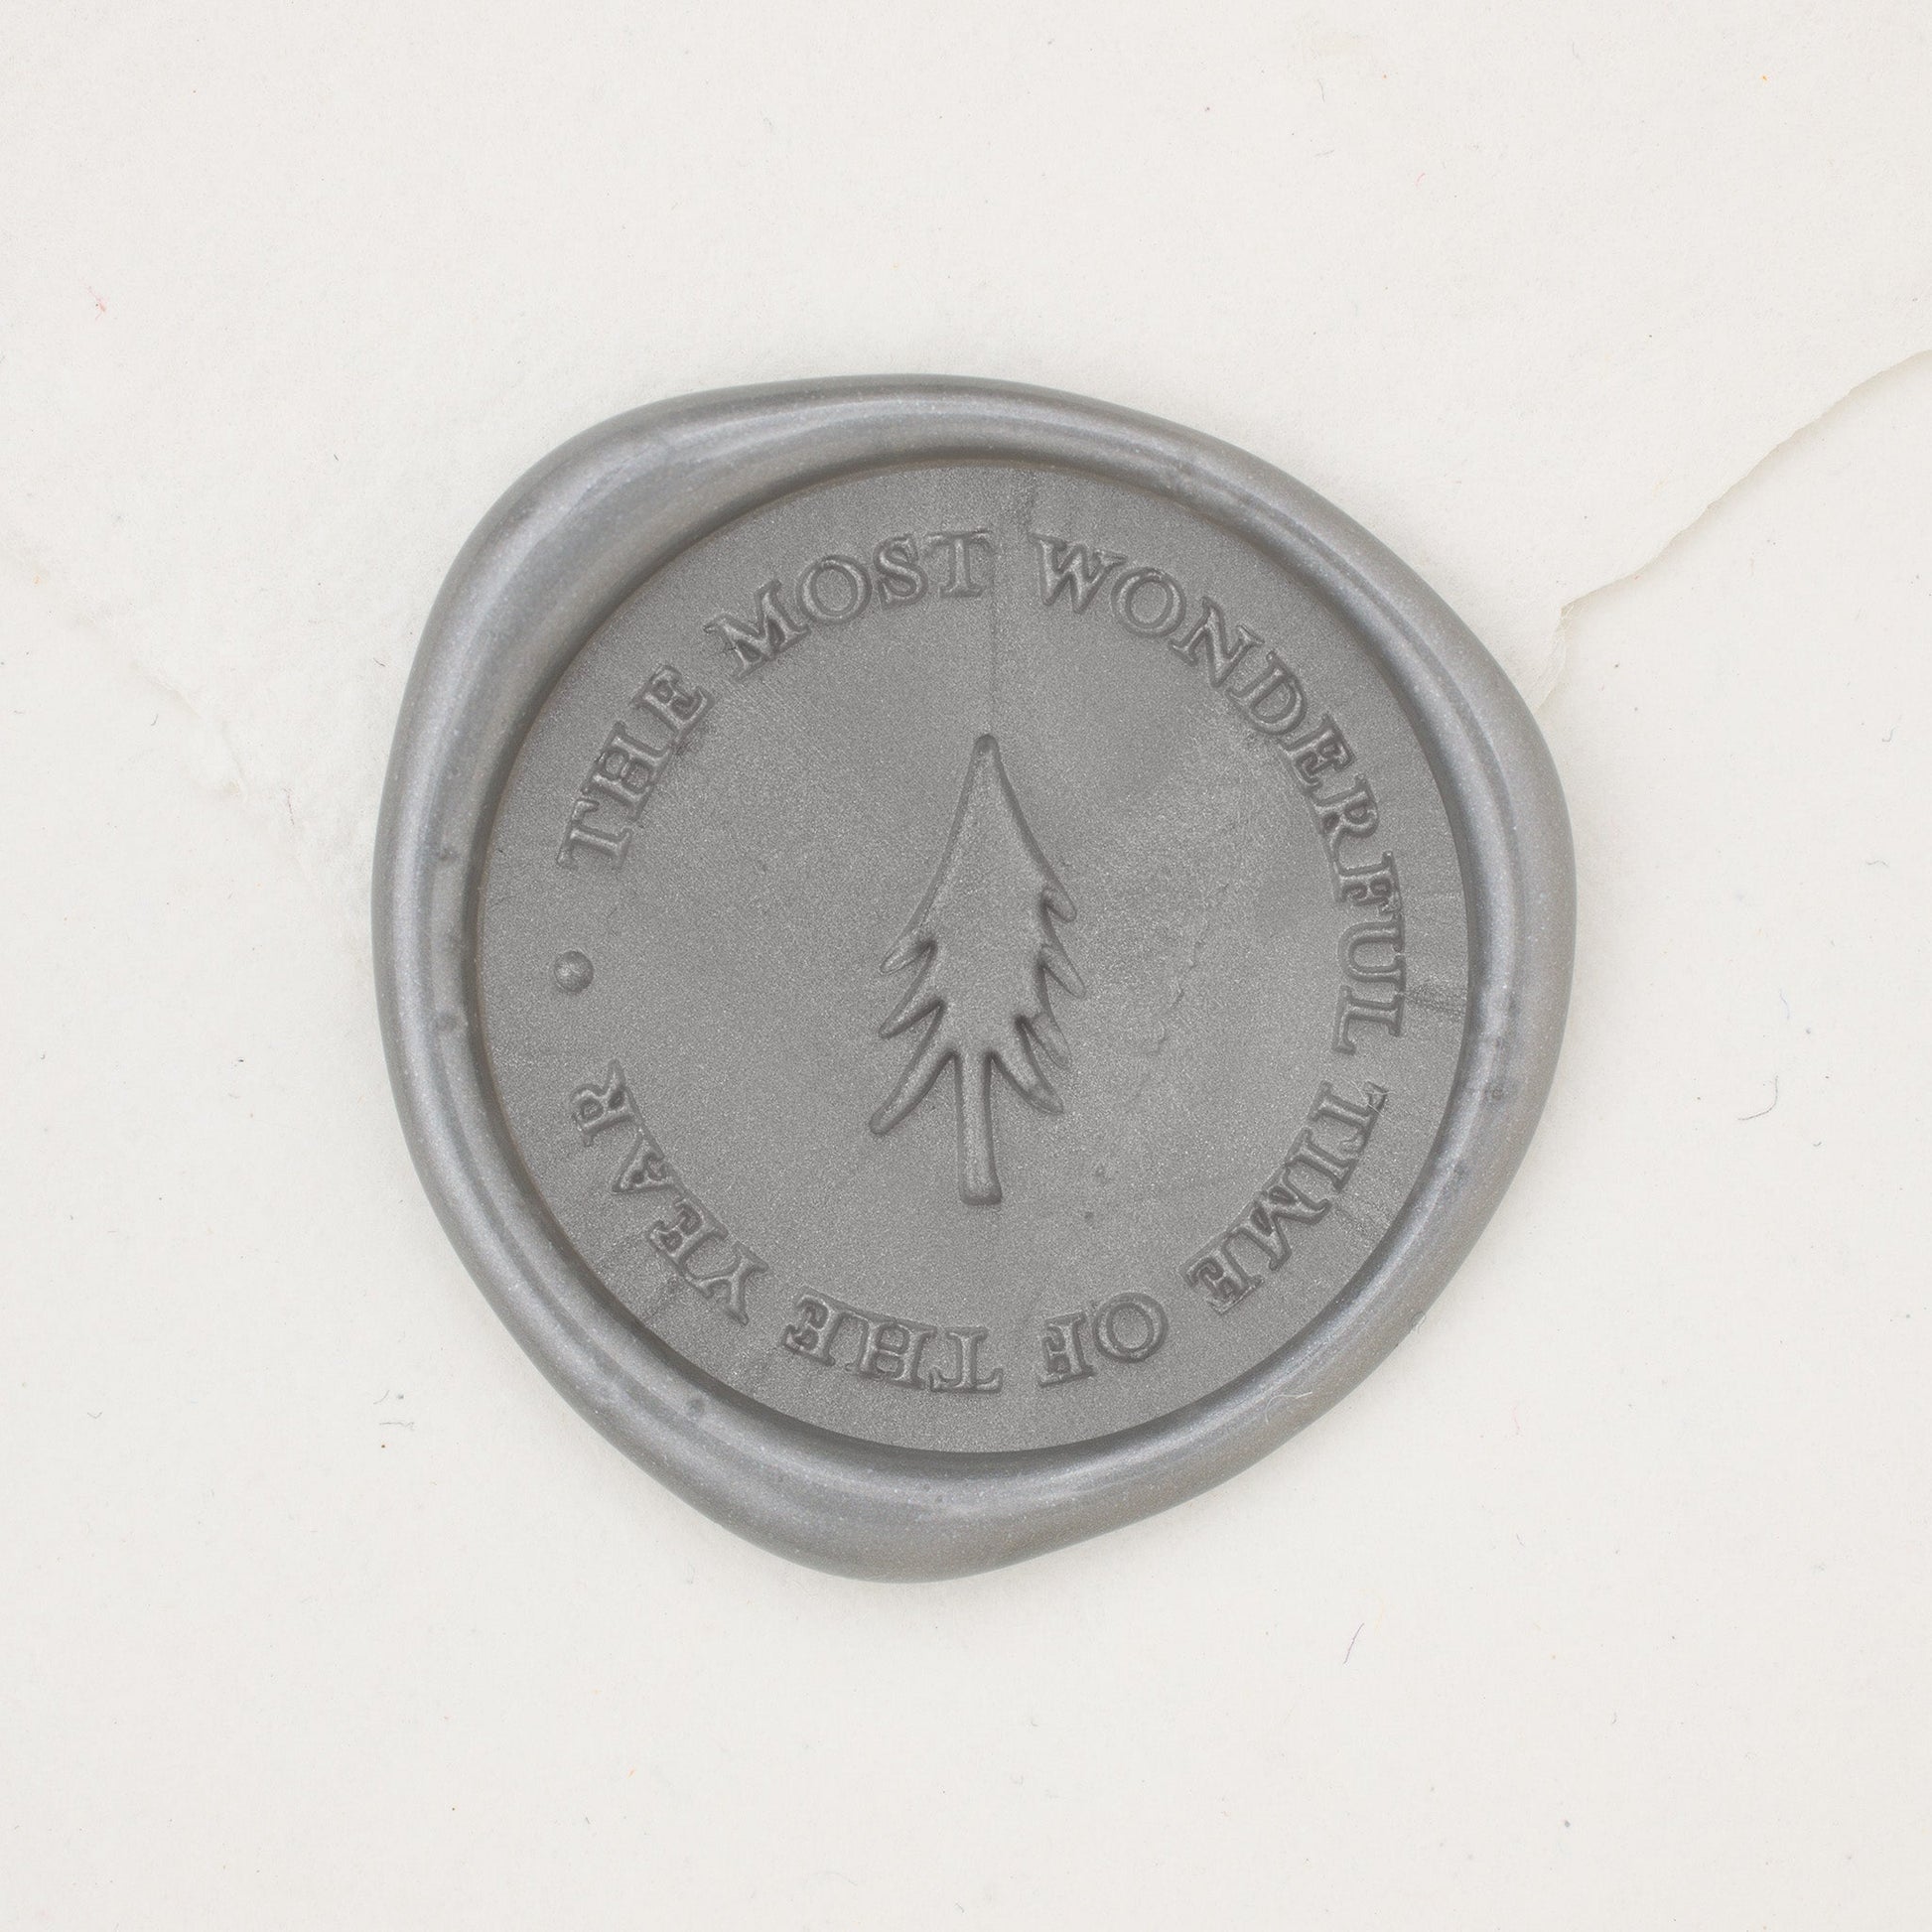 THE MOST WONDERFUL TIME OF THE YEAR •